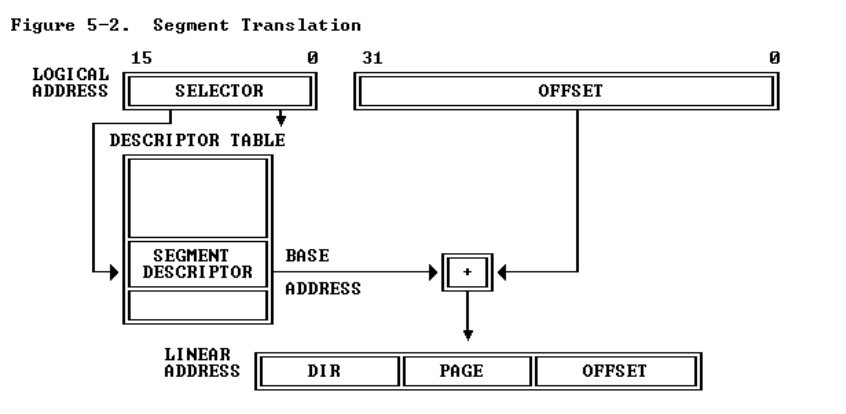 Figure 5-2. Segment Translation
15 0 31 0
LOGICAL
ADDRESS
SELECTOR
OFFSET
DESCRIPTOR TABLE
SEGMENT
DESCRIPTOR
BASE
ADDRESS
+
LINEAR
ADDRESS
DIR
PAGE
OFFSET